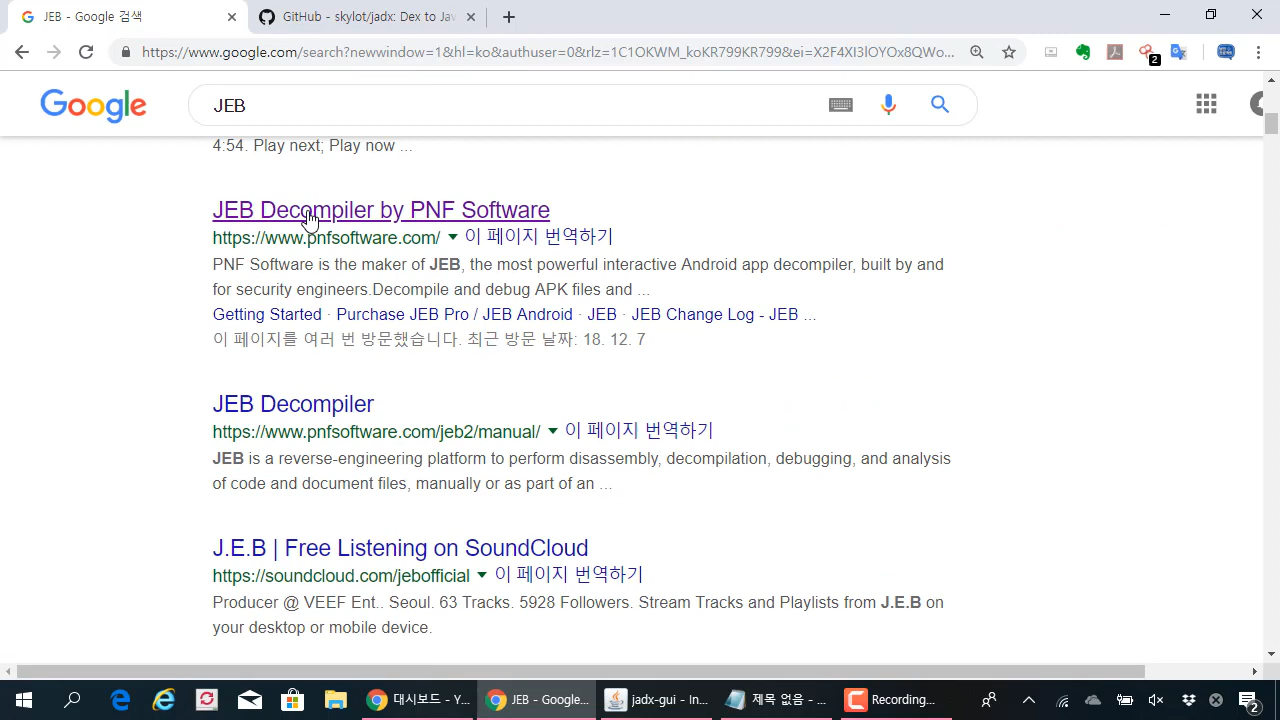 JEB - Google 검색
GitHub - skylot/jadx: Dex to Jav
https://www.google.com/search?newwindow=1&hl=ko&authuser=0&rlz=1C1OKWM_koKR799KR799&ei=X2F4XI3lOYOx8QWo...
2
Google
JEB
4:54. Play next; Play now ...
JEB Decompiler by PNF Software
https://www.pnfsoftware.com/ 이 페이지 번역하기
PNF Software is the maker of JEB, the most powerful interactive Android app decompiler, built by and
for security engineers.Decompile and debug APK files and ...
Getting Started · Purchase JEB Pro / JEB Android · JEB · JEB Change Log - JEB ...
이 페이지를 여러 번 방문했습니다. 최근 방문 날짜: 18. 12. 7
JEB Decompiler
https://www.pnfsoftware.com/jeb2/manual/ 이 페이지 번역하기
JEB is a reverse-engineering platform to perform disassembly, decompilation, debugging, and analysis
of code and document files, manually or as part of an ...
J.E.B | Free Listening on SoundCloud
https://soundcloud.com/jebofficial 이 페이지 번역하기
Producer @ VEEF Ent.. Seoul. 63 Tracks. 5928 Followers. Stream Tracks and Playlists from J.E.B on
your desktop or mobile device.
대시보드 - Y...
JEB - Google...
jadx-gui - In...
제목 없음 - ...
Recording...
2